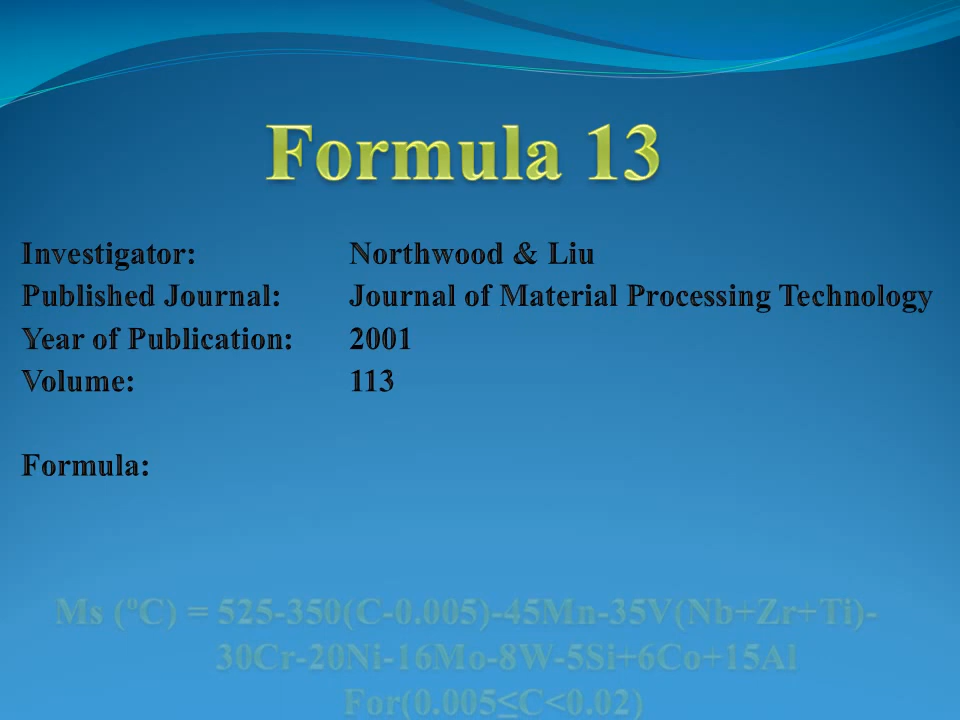 Formula 13
Investigator: Northwood & Liu
Published Journal: Journal of Material Processing Technology
Year of Publication: 2001
Volume: 113
Formula:
Ms (ºC) = 525-350(C-0.005)-45Mn-35V(Nb+Zr+Ti)-
30Cr-20Ni-16Mo-8W-5Si+6Co+15Al
For(0.005≤C<0.02)